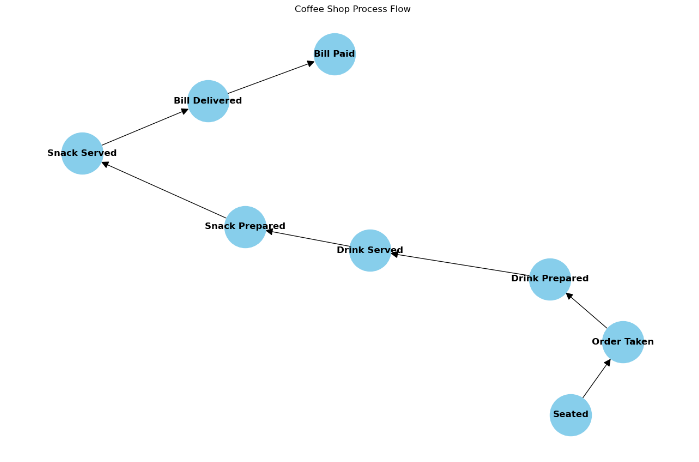 Coffee Shop Process Flow
Bill Paid
Bill Delivered
Snack Served
Snack Prepared
Drink Served
Drink Prepared
Order Taken
Seated